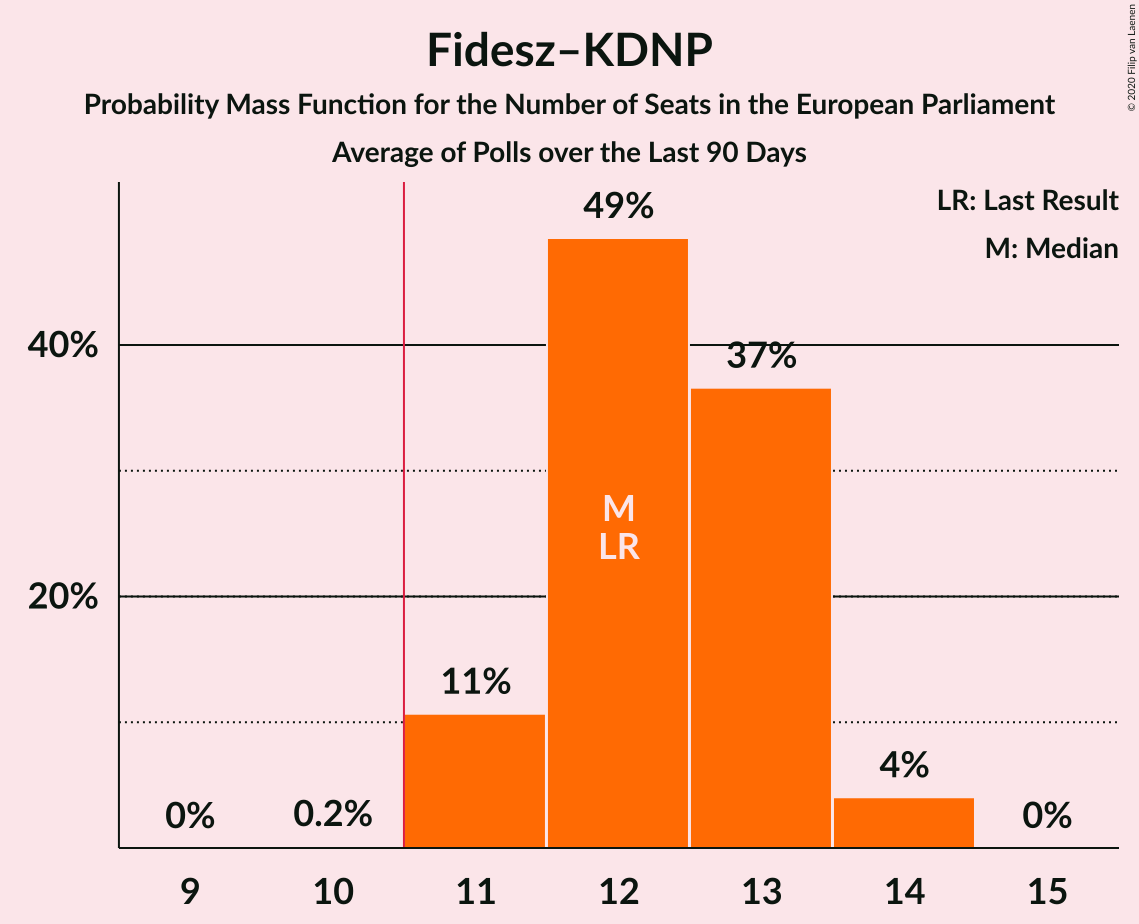 Fidesz–KDNP
Probability Mass Function for the Number of Seats in the European Parliament
Average of Polls over the Last 90 Days
© 2020 Filip van Laenen
LR: Last Result
M: Median
49%
40%
37%
M
LR
20%
11%
4%
0%
0.2%
0%
9
10
11
12
13
14
15